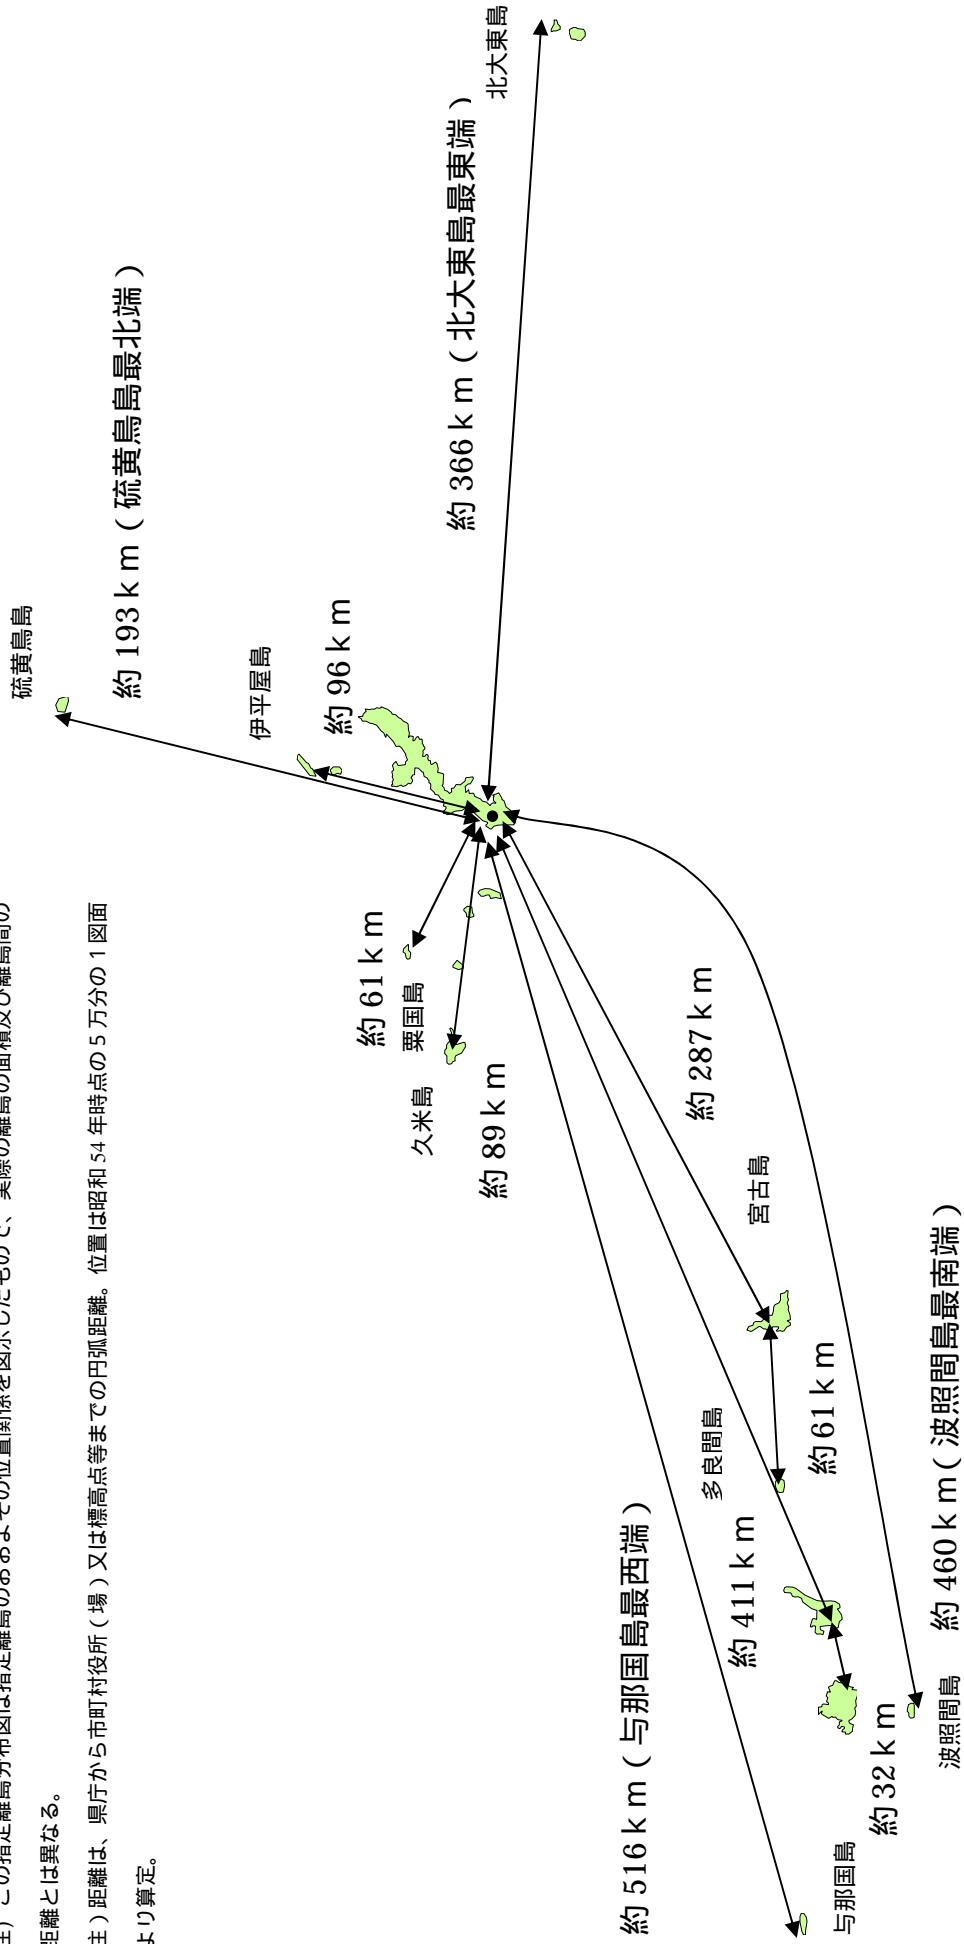 注）この指定離島分布図は指定離島のおおよその位置関係を図示したもので、実際の離島の面積及び離島間の
距離とは異なる。
注）距離は、県庁から市町村役所（場）又は標高点等までの円弧距離。位置は昭和54年時点の5万分の1図面
より算定。
硫黄鳥島
約193ｋｍ（硫黄鳥島最北端）
伊平屋島
約96ｋｍ
北大東島
約366ｋｍ（北大東島最東端）
約61ｋｍ
粟国島
久米島
約89ｋｍ
約287ｋｍ
宮古島
約61ｋｍ
多良間島
約411ｋｍ
約516ｋｍ（与那国島最西端）
約32ｋｍ
与那国島
約460ｋｍ（波照間島最南端）
波照間島